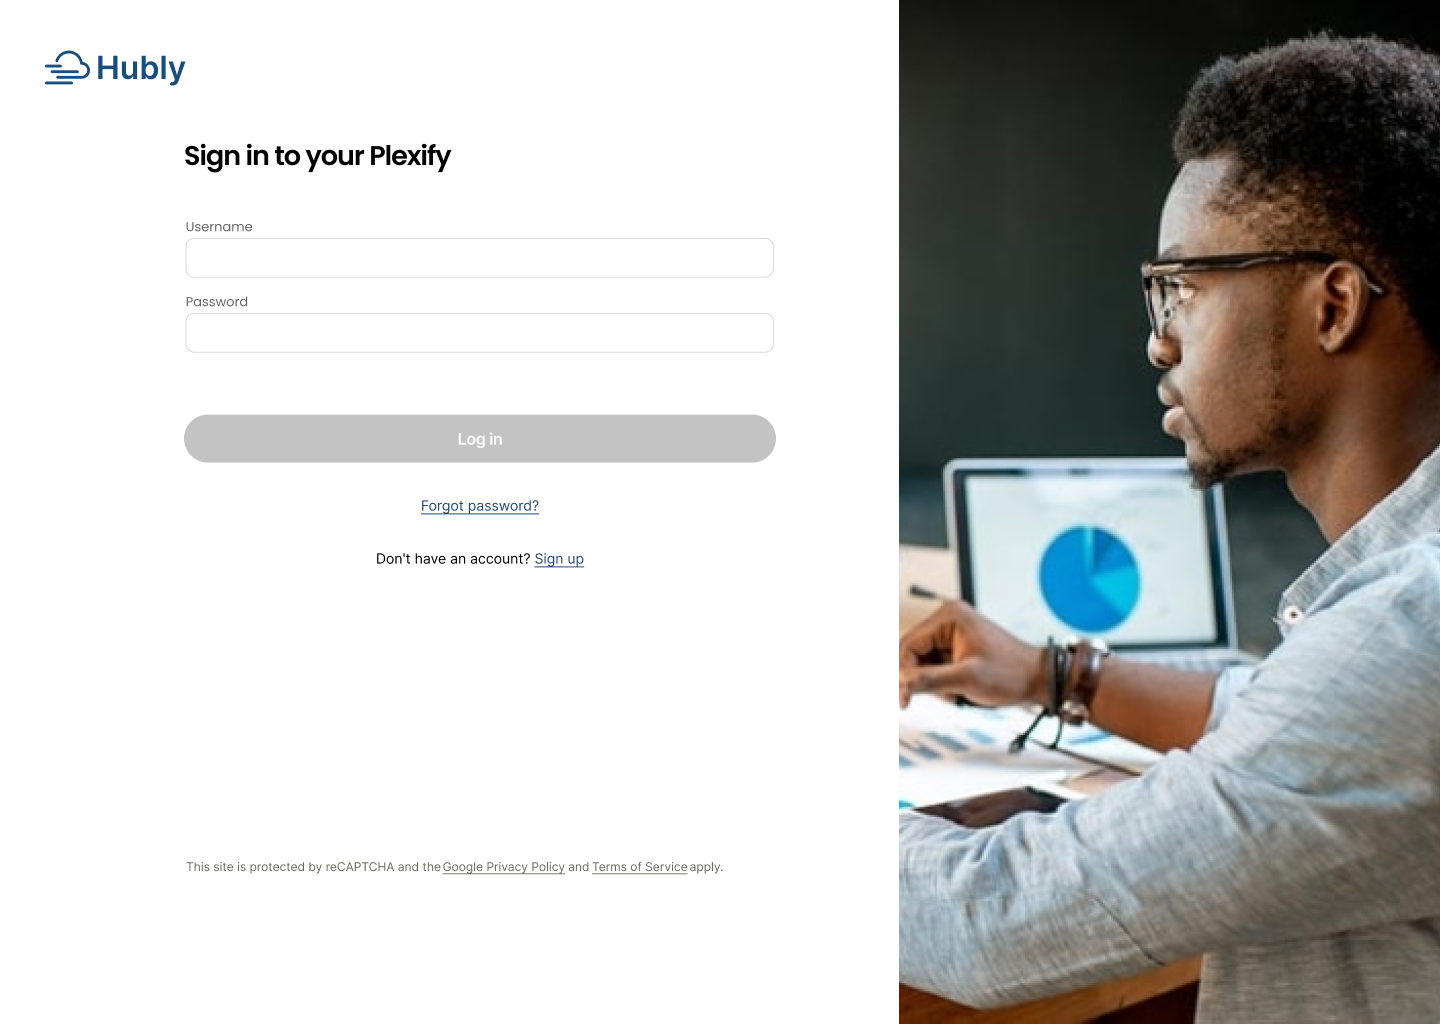 Hubly
Sign in to your Plexify
Username
Password
Log in
Forgot password?
Don't have an account? Sign up
This site is protected by reCAPTCHA and the Google Privacy Policy and Terms of Service apply.